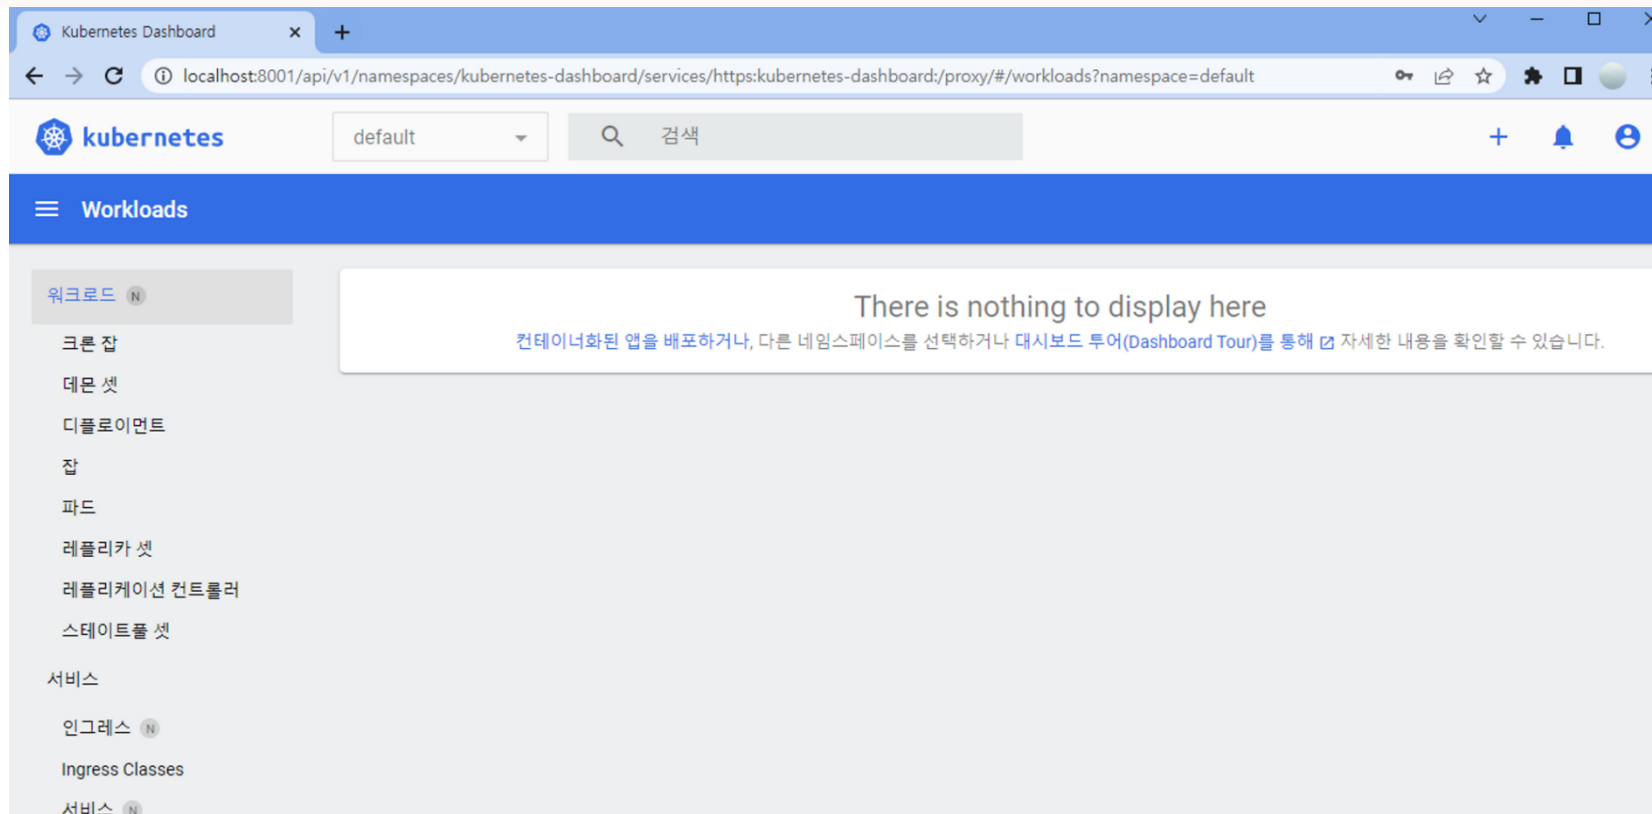 Kubernetes Dashboard
localhost:8001/api/v1/namespaces/kubernetes-dashboard/services/https:kubernetes-dashboard:/proxy/#/workloads?namespace=default
kubernetes
default
검색
Workloads
워크로드 N
There is nothing to display here
컨테이너화된 앱을 배포하거나, 다른 네임스페이스를 선택하거나 대시보드 투어(Dashboard Tour)를 통해 자세한 내용을 확인할 수 있습니다.
크론 잡
데몬 셋
디플로이먼트
잡
파드
레플리카 셋
레플리케이션 컨트롤러
스테이트풀 셋
서비스
인그레스 N
Ingress Classes
서비스 N